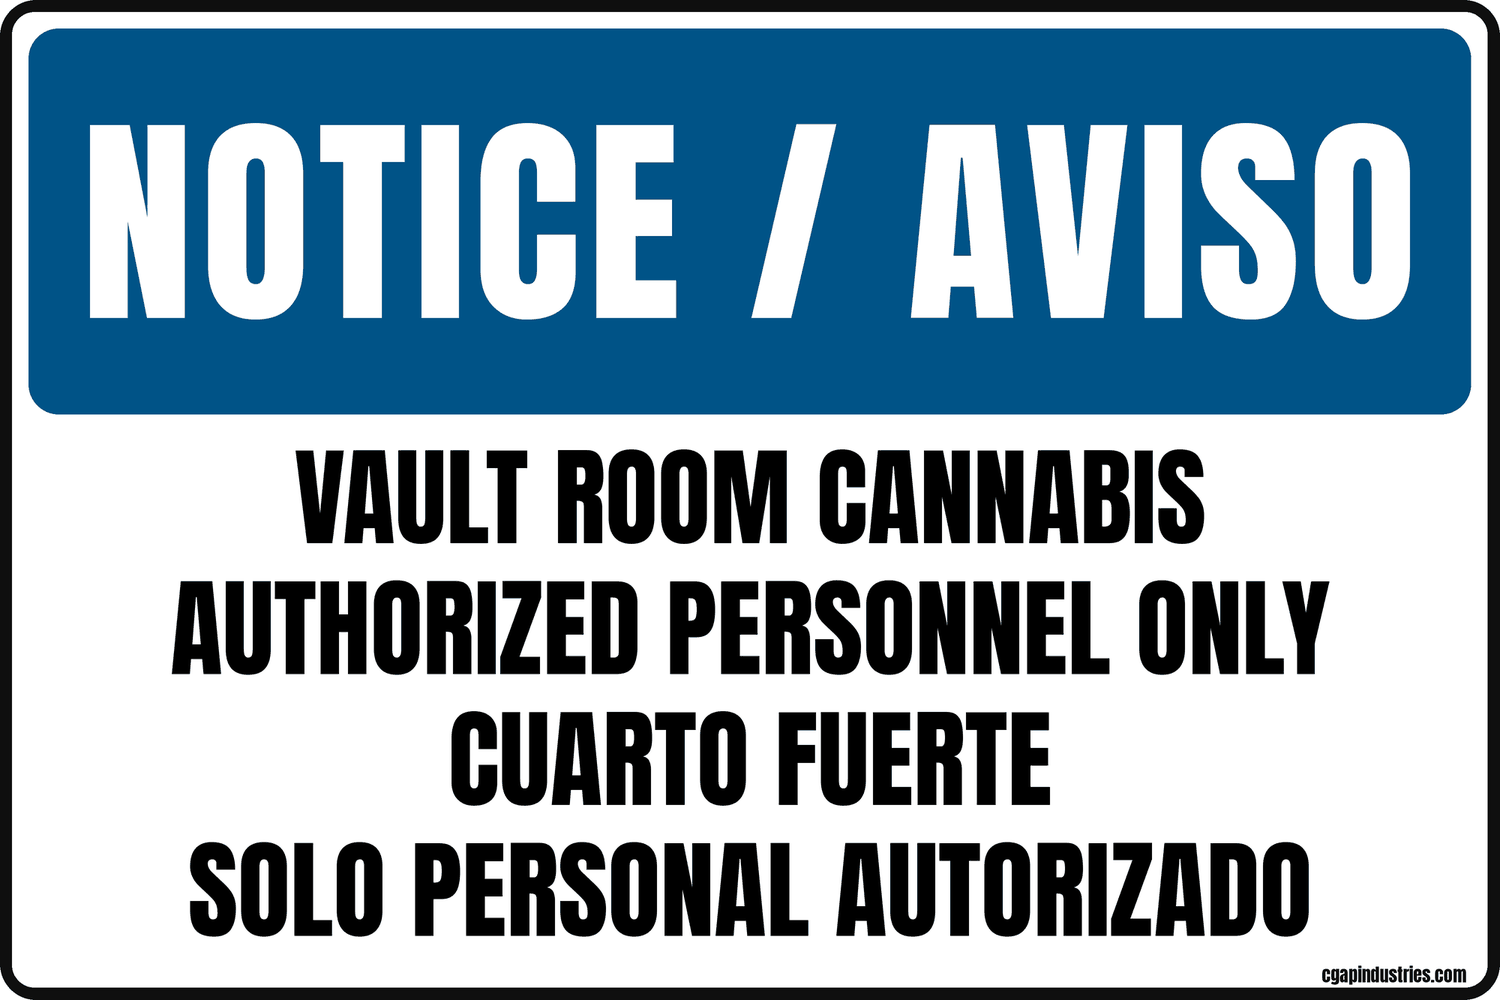 NOTICE / AVISO
VAULT ROOM CANNABIS
AUTHORIZED PERSONNEL ONLY
CUARTO FUERTE
SOLO PERSONAL AUTORIZADO
cgapindustries.com